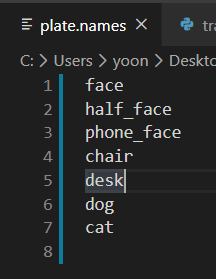 plate.names
tra
C: > Users > yoon > Deskto
1 face
2 half_face
3 phone_face
4 chair
5 desk
6 dog
7 cat
8